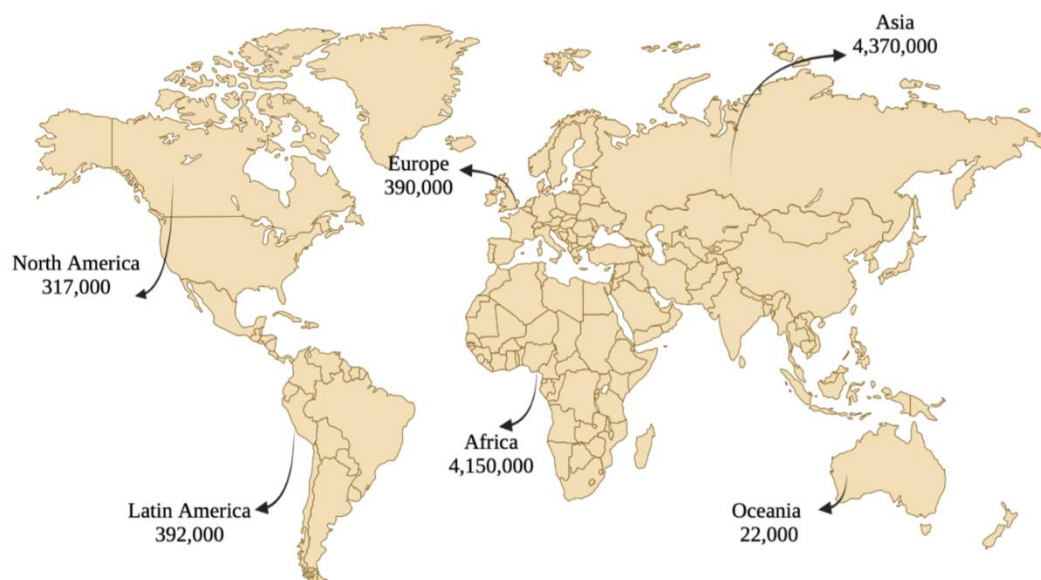 Asia
4,370,000
Europe
390,000
North America
317,000
Africa
4,150,000
Latin America
392,000
Oceania
22,000